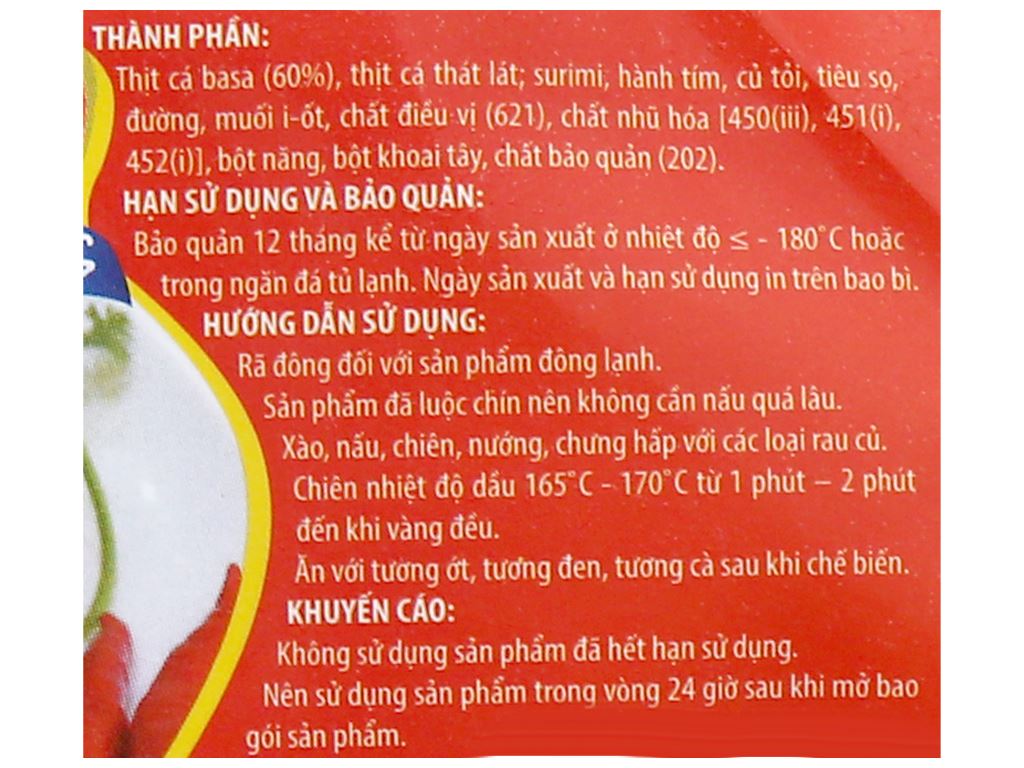 THÀNH PHẦN:
Thịt cá basa (60%), thịt cá thát lát; surimi, hành tím, củ tỏi, tiêu sọ,
đường, muối i-ốt, chất điều vị (621), chất nhũ hóa [450(iii), 451(i),
452(i)], bột năng, bột khoai tây, chất bảo quản (202).
HẠN SỬ DỤNG VÀ BẢO QUẢN:
Bảo quản 12 tháng kể từ ngày sản xuất ở nhiệt độ ≤ - 180°C hoặc
trong ngăn đá tủ lạnh. Ngày sản xuất và hạn sử dụng in trên bao bì.
HƯỚNG DẪN SỬ DỤNG:
Rã đông đối với sản phẩm đông lạnh.
Sản phẩm đã luộc chín nên không cần nấu quá lâu.
Xào, nấu, chiên, nướng, chưng hấp với các loại rau củ.
Chiên nhiệt độ dầu 165°C - 170°C từ 1 phút – 2 phút
đến khi vàng đều.
Ăn với tương ớt, tương đen, tương cà sau khi chế biến.
KHUYẾN CÁO:
Không sử dụng sản phẩm đã hết hạn sử dụng.
Nên sử dụng sản phẩm trong vòng 24 giờ sau khi mở bao
gói sản phẩm.